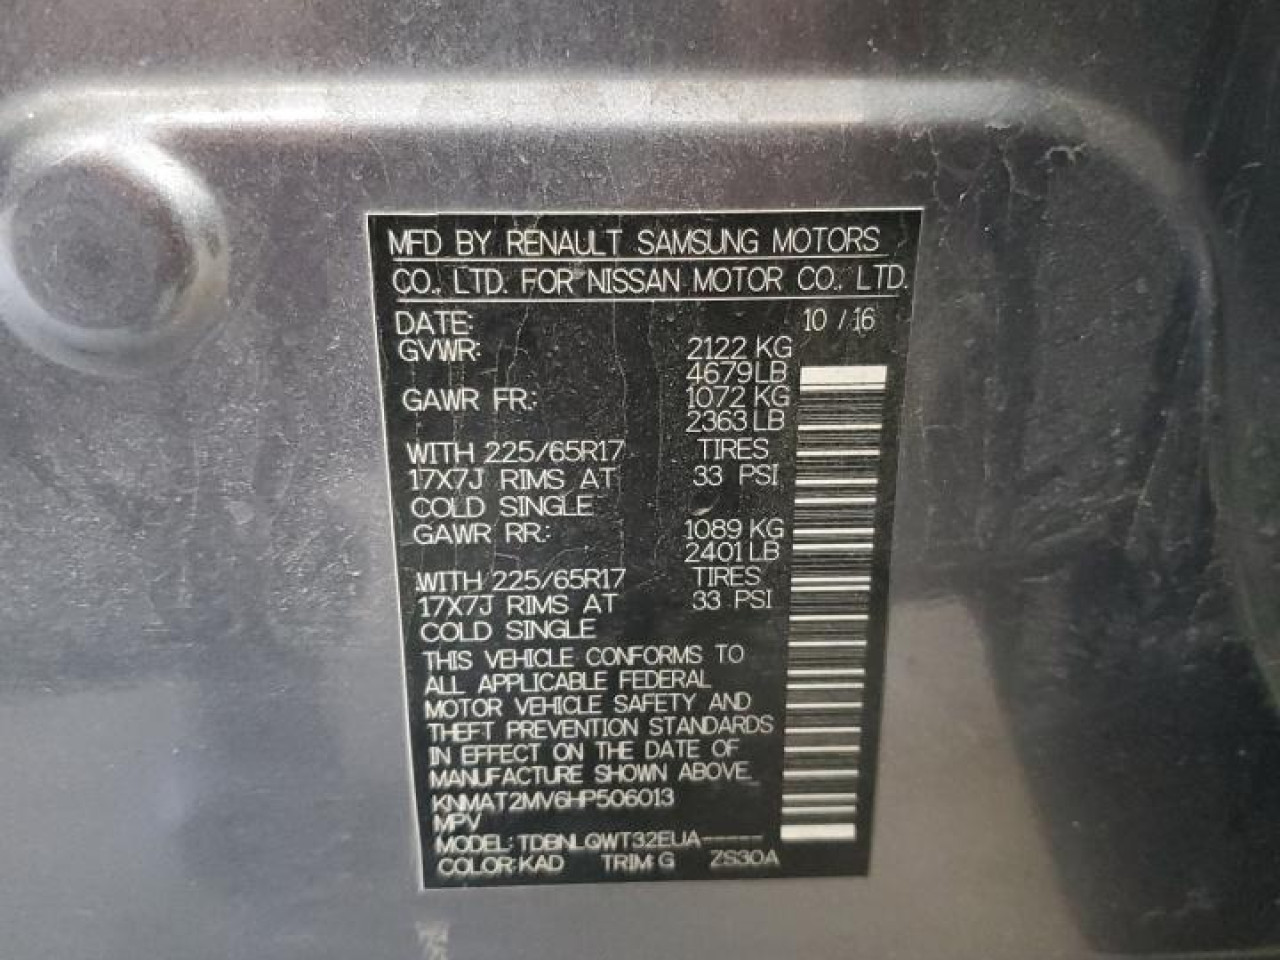 MFD BY RENAULT SAMSUNG MOTORS
CO., LTD. FOR NISSAN MOTOR CO., LTD.
DATE: 10 / 16
GVWR: 2122 KG
4679 LB
GAWR FR.: 1072 KG
2363 LB
WITH 225/65R17 TIRES
17X7J RIMS AT 33 PSI
COLD SINGLE
GAWR RR.: 1089 KG
2401 LB
WITH 225/65R17 TIRES
17X7J RIMS AT 33 PSI
COLD SINGLE
THIS VEHICLE CONFORMS TO
ALL APPLICABLE FEDERAL
MOTOR VEHICLE SAFETY AND
THEFT PREVENTION STANDARDS
IN EFFECT ON THE DATE OF
MANUFACTURE SHOWN ABOVE.
KNMAT2MV6HP506013
MPV
MODEL: TDBNLQWT32EUA-----
COLOR:KAD TRIM:G ZS30A